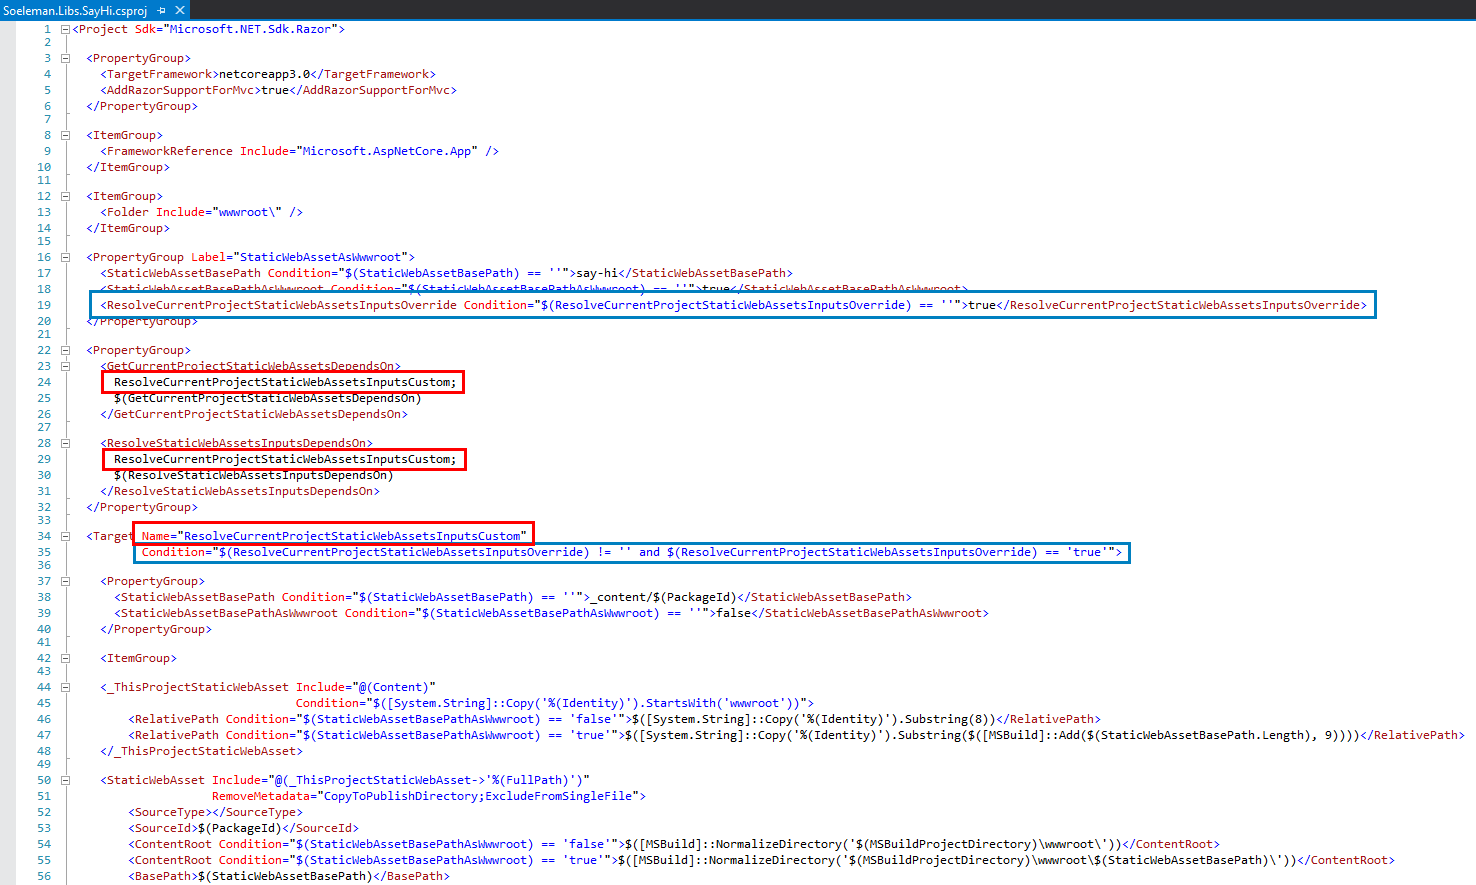 Soeleman.Libs.SayHi.csproj
1 <Project Sdk="Microsoft.NET.Sdk.Razor">
2
3 <PropertyGroup>
4 <TargetFramework>netcoreapp3.0</TargetFramework>
5 <AddRazorSupportForMvc>true</AddRazorSupportForMvc>
6 </PropertyGroup>
7
8 <ItemGroup>
9 <FrameworkReference Include="Microsoft.AspNetCore.App" />
10 </ItemGroup>
11
12 <ItemGroup>
13 <Folder Include="wwwroot\" />
14 </ItemGroup>
15
16 <PropertyGroup Label="StaticWebAssetAsWwwroot">
17 <StaticWebAssetBasePath Condition="$(StaticWebAssetBasePath) == ''">say-hi</StaticWebAssetBasePath>
18 <StaticWebAssetBasePathAsWwwroot Condition="$(StaticWebAssetBasePathAsWwwroot) == ''">true</StaticWebAssetBasePathAsWwwroot>
19 <ResolveCurrentProjectStaticWebAssetsInputsOverride Condition="$(ResolveCurrentProjectStaticWebAssetsInputsOverride) == ''">true</ResolveCurrentProjectStaticWebAssetsInputsOverride>
20 </PropertyGroup>
21
22 <PropertyGroup>
23 <GetCurrentProjectStaticWebAssetsDependsOn>
24 ResolveCurrentProjectStaticWebAssetsInputsCustom;
25 $(GetCurrentProjectStaticWebAssetsDependsOn)
26 </GetCurrentProjectStaticWebAssetsDependsOn>
27
28 <ResolveStaticWebAssetsInputsDependsOn>
29 ResolveCurrentProjectStaticWebAssetsInputsCustom;
30 $(ResolveStaticWebAssetsInputsDependsOn)
31 </ResolveStaticWebAssetsInputsDependsOn>
32 </PropertyGroup>
33
34 <Target Name="ResolveCurrentProjectStaticWebAssetsInputsCustom"
35 Condition="$(ResolveCurrentProjectStaticWebAssetsInputsOverride) != '' and $(ResolveCurrentProjectStaticWebAssetsInputsOverride) == 'true'">
36
37 <PropertyGroup>
38 <StaticWebAssetBasePath Condition="$(StaticWebAssetBasePath) == ''">_content/$(PackageId)</StaticWebAssetBasePath>
39 <StaticWebAssetBasePathAsWwwroot Condition="$(StaticWebAssetBasePathAsWwwroot) == ''">false</StaticWebAssetBasePathAsWwwroot>
40 </PropertyGroup>
41
42 <ItemGroup>
43
44 <_ThisProjectStaticWebAsset Include="@(Content)"
45 Condition="$([System.String]::Copy('%(Identity)').StartsWith('wwwroot'))">
46 <RelativePath Condition="$(StaticWebAssetBasePathAsWwwroot) == 'false'">$([System.String]::Copy('%(Identity)').Substring(8))</RelativePath>
47 <RelativePath Condition="$(StaticWebAssetBasePathAsWwwroot) == 'true'">$([System.String]::Copy('%(Identity)').Substring($([MSBuild]::Add($(StaticWebAssetBasePath.Length), 9))))</RelativePath>
48 </_ThisProjectStaticWebAsset>
49
50 <StaticWebAsset Include="@(_ThisProjectStaticWebAsset->'%(FullPath)')"
51 RemoveMetadata="CopyToPublishDirectory;ExcludeFromSingleFile">
52 <SourceType></SourceType>
53 <SourceId>$(PackageId)</SourceId>
54 <ContentRoot Condition="$(StaticWebAssetBasePathAsWwwroot) == 'false'">$([MSBuild]::NormalizeDirectory('$(MSBuildProjectDirectory)\wwwroot\'))</ContentRoot>
55 <ContentRoot Condition="$(StaticWebAssetBasePathAsWwwroot) == 'true'">$([MSBuild]::NormalizeDirectory('$(MSBuildProjectDirectory)\wwwroot\$(StaticWebAssetBasePath)\'))</ContentRoot>
56 <BasePath>$(StaticWebAssetBasePath)</BasePath>